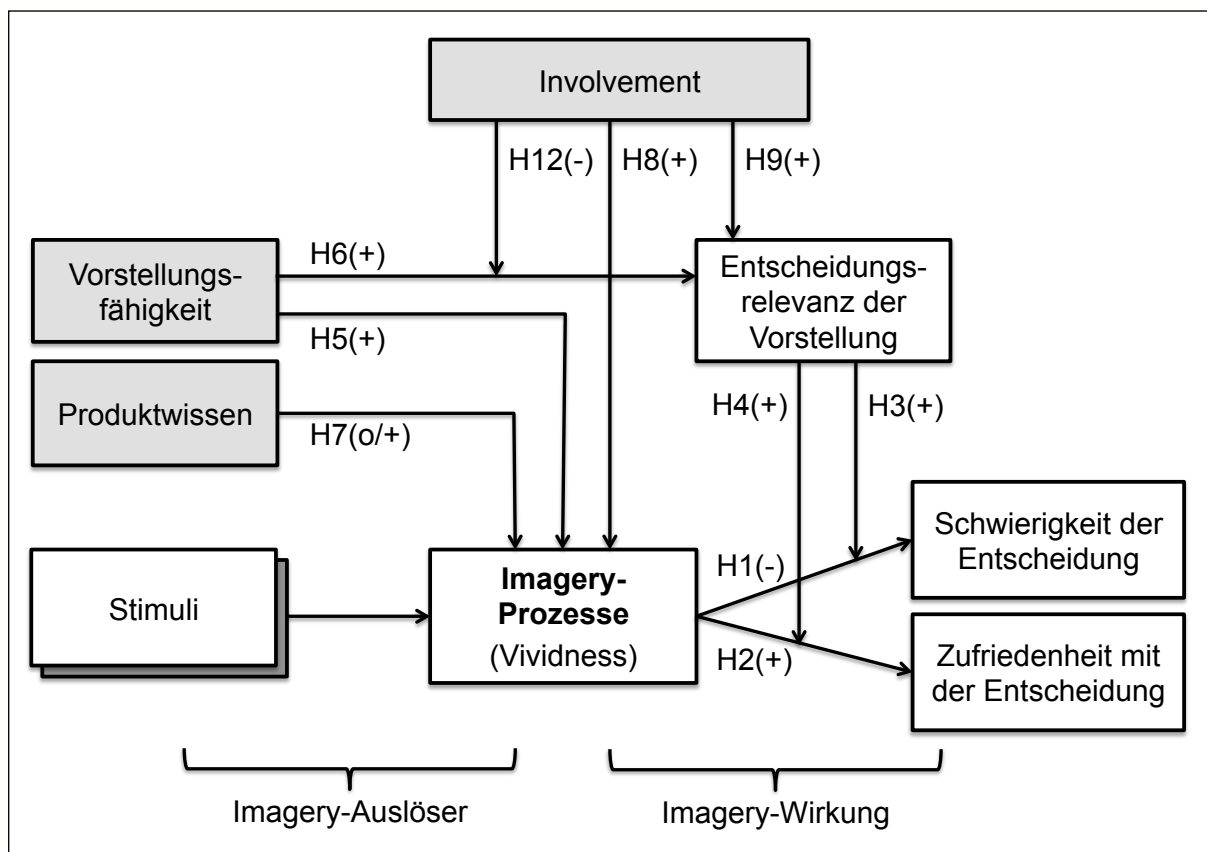 Involvement
H12(-)
H8(+)
H9(+)
Vorstellungs-
fähigkeit
H6(+)
H5(+)
Entscheidungs-
relevanz der
Vorstellung
Produktwissen
H7(o/+)
H4(+)
H3(+)
Stimuli
Imagery-
Prozesse
(Vividness)
H1(-)
H2(+)
Schwierigkeit der
Entscheidung
Zufriedenheit mit
der Entscheidung
Imagery-Auslöser
Imagery-Wirkung